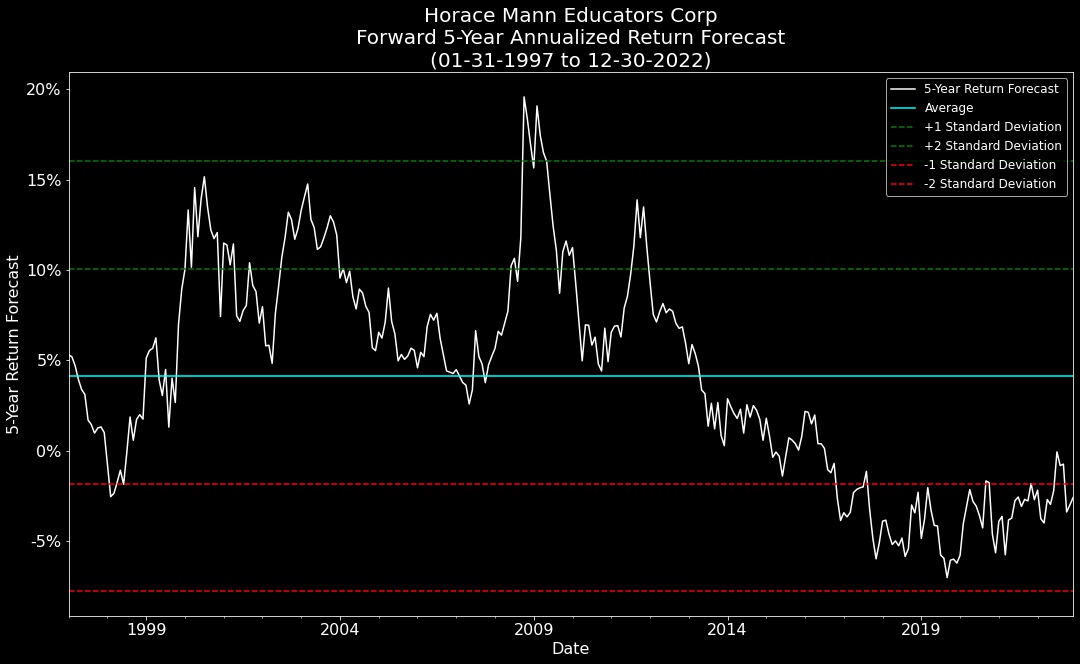 Horace Mann Educators Corp
Forward 5-Year Annualized Return Forecast
(01-31-1997 to 12-30-2022)
5-Year Return Forecast
Average
+1 Standard Deviation
+2 Standard Deviation
-1 Standard Deviation
-2 Standard Deviation
5-Year Return Forecast
20%
15%
10%
5%
0%
-5%
1999
2004
2009
2014
2019
Date